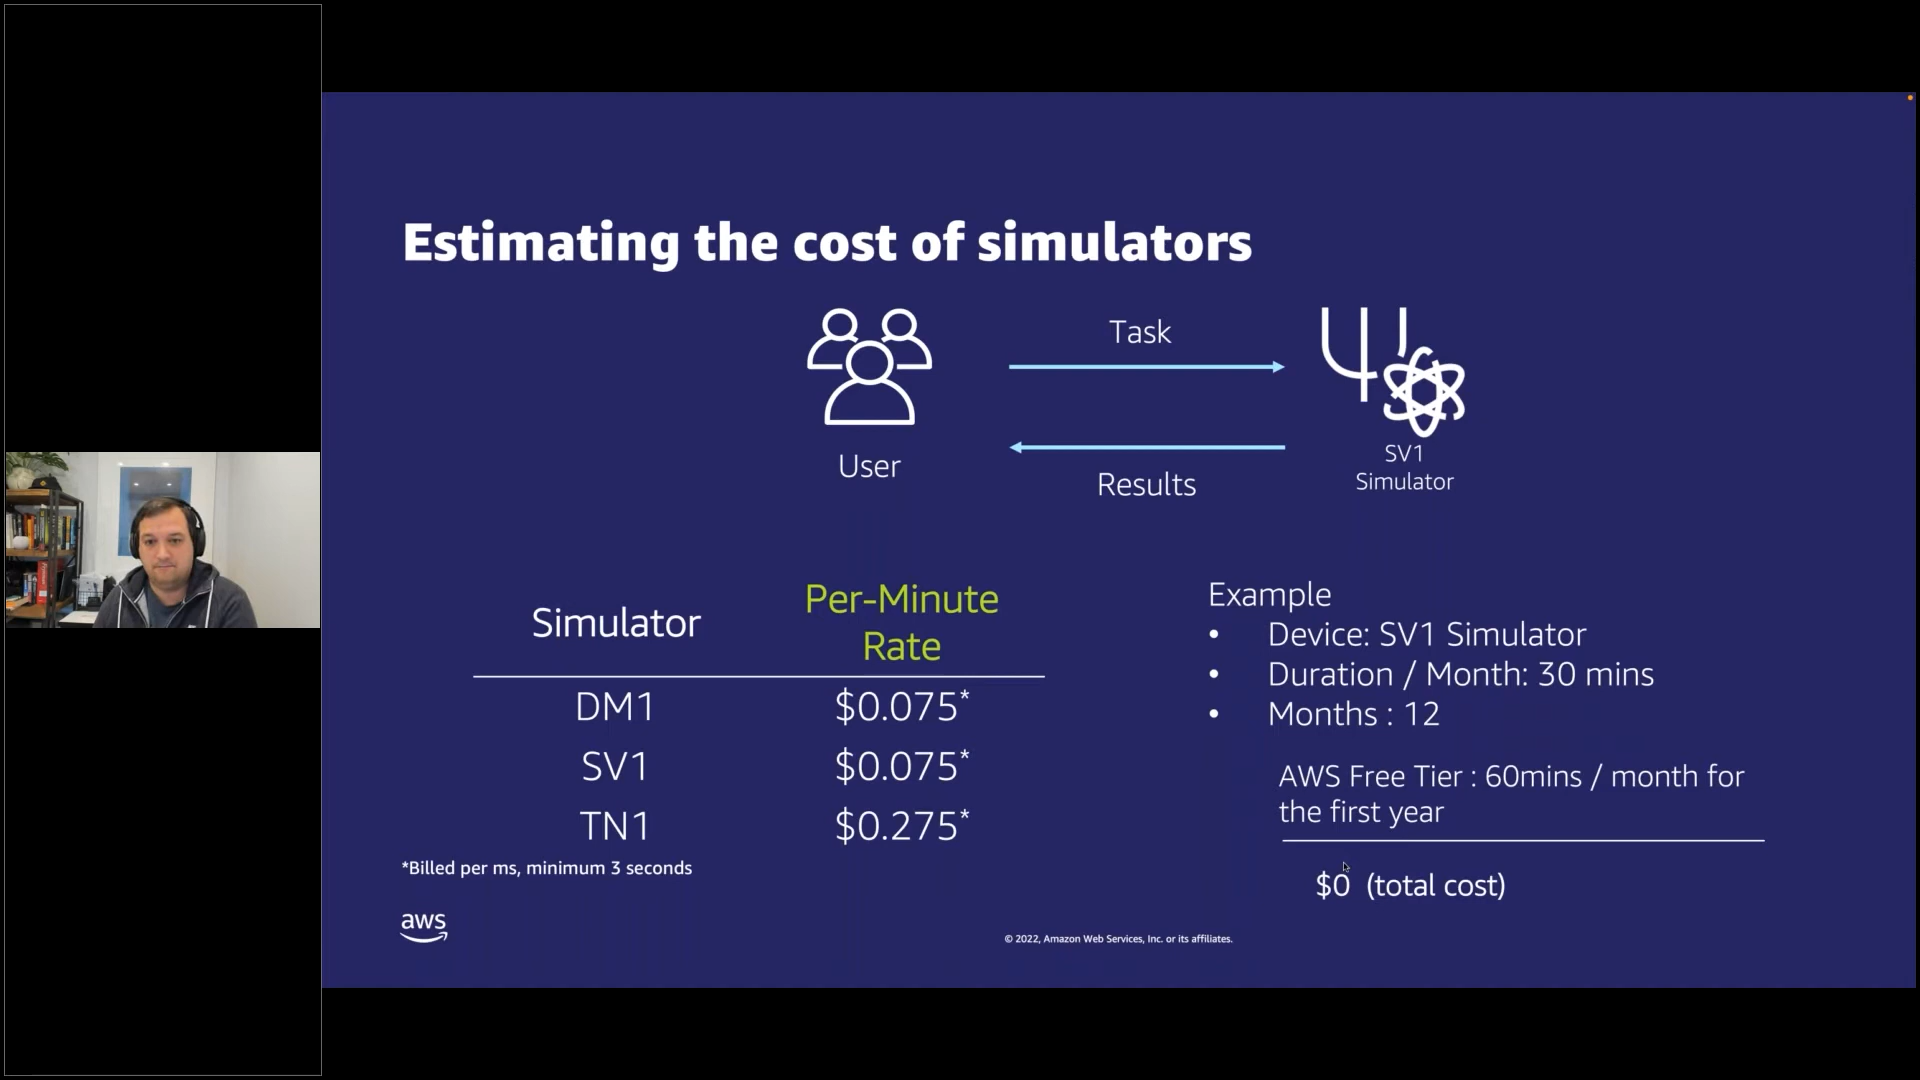 Estimating the cost of simulators
Task
User
Results
SV1
Simulator
Simulator
Per-Minute
Rate
DM1
$0.075*
SV1
$0.075*
TN1
$0.275*
*Billed per ms, minimum 3 seconds
Example
• Device: SV1 Simulator
• Duration / Month: 30 mins
• Months : 12
AWS Free Tier : 60mins / month for
the first year
$0 (total cost)
aws
© 2022, Amazon Web Services, Inc. or its affiliates.